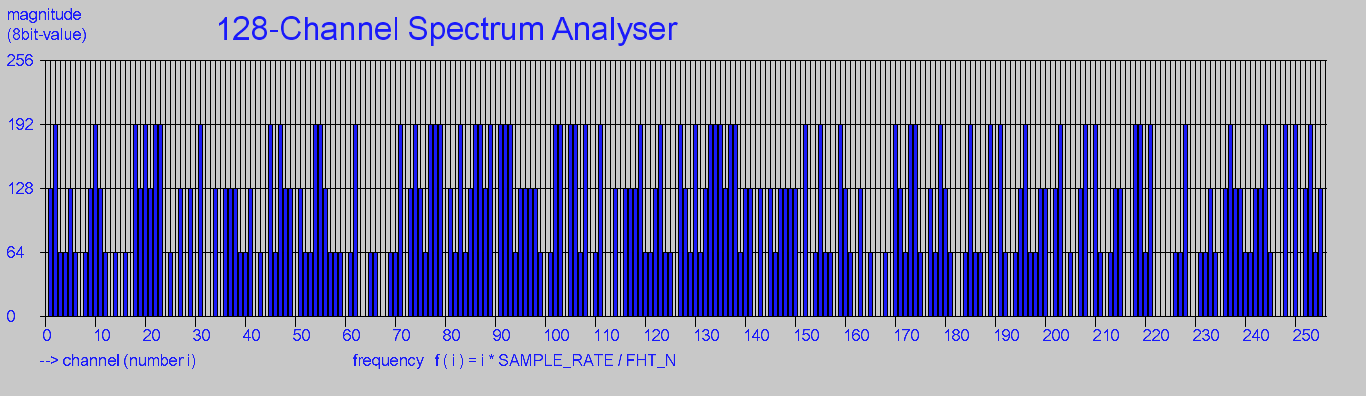 magnitude
(8bit-value)
128-Channel Spectrum Analyser
256
192
128
64
0
0 10 20 30 40 50 60 70 80 90 100 110 120 130 140 150 160 170 180 190 200 210 220 230 240 250
--> channel (number i)
frequency f ( i ) = i * SAMPLE_RATE / FHT_N